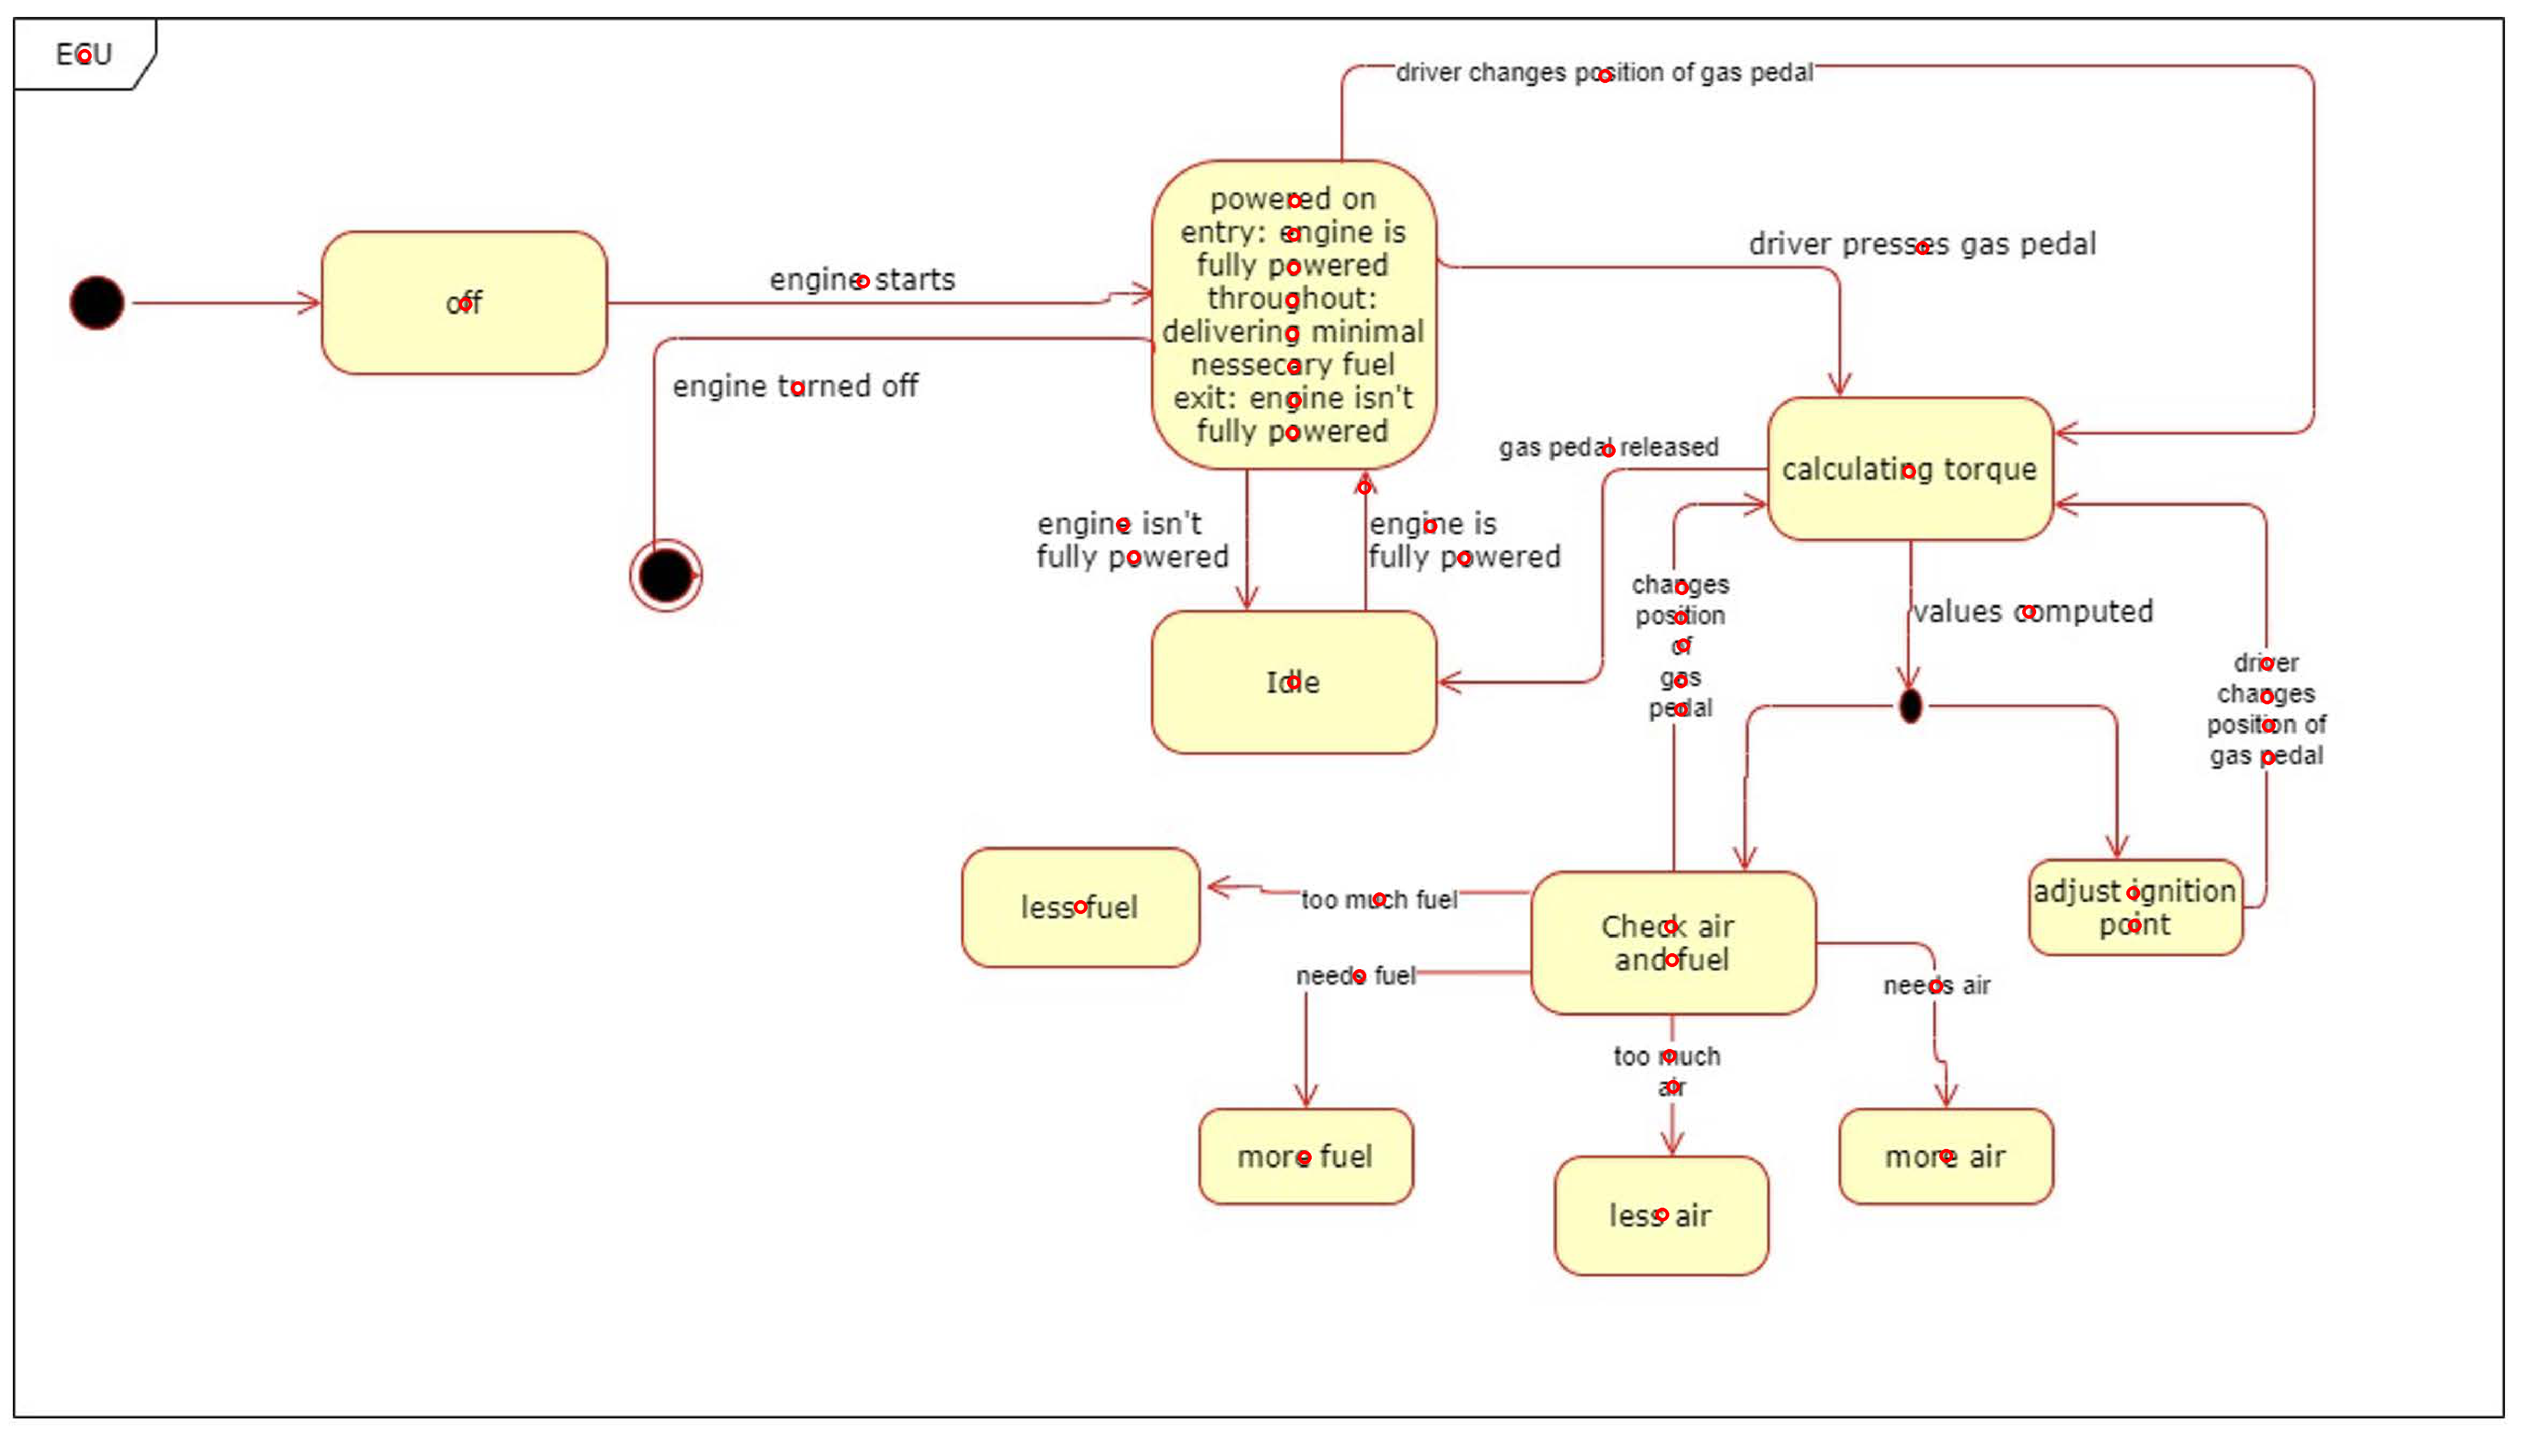 ECU
driver changes position of gas pedal
powered on
entry: engine is
fully powered
throughout:
delivering minimal
nessecary fuel
exit: engine isn't
fully powered
driver presses gas pedal
engine starts
off
engine turned off
gas pedal released
calculating torque
engine isn't
fully powered
engine is
fully powered
changes
position
of
gas
pedal
values computed
Idle
driver
changes
position of
gas pedal
less fuel
too much fuel
Check air
and fuel
adjust ignition
point
needs fuel
needs air
too much
air
more fuel
less air
more air